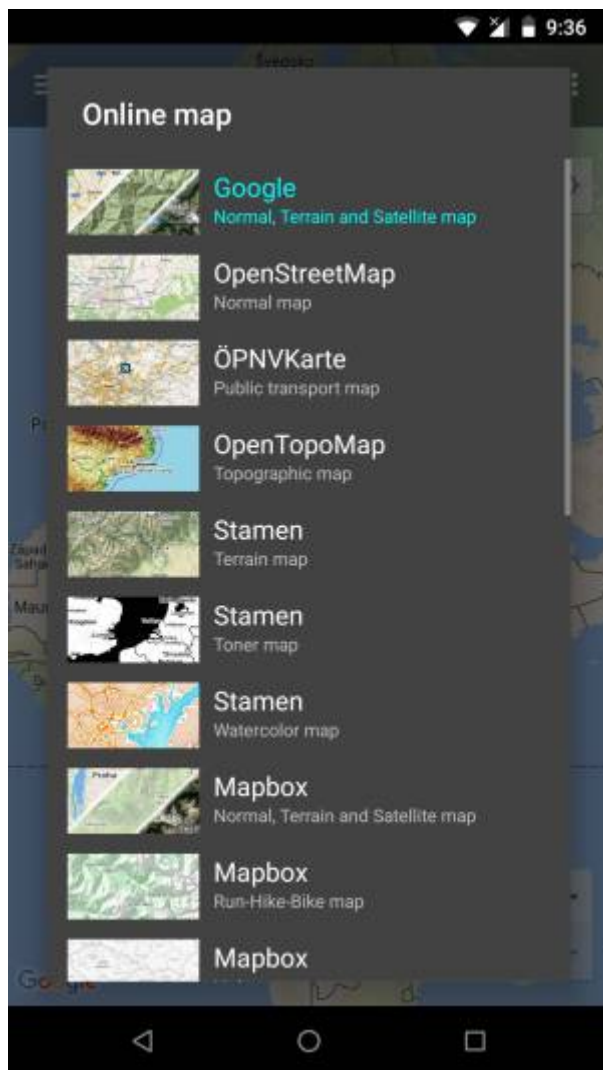 9:36
Online map
Google
Normal, Terrain and Satellite map
OpenStreetMap
Normal map
ÖPNVKarte
Public transport map
OpenTopoMap
Topographic map
Stamen
Terrain map
Stamen
Toner map
Stamen
Watercolor map
Praha
Mapbox
Normal, Terrain and Satellite map
Mapbox
Run-Hike-Bike map
Mapbox
Google